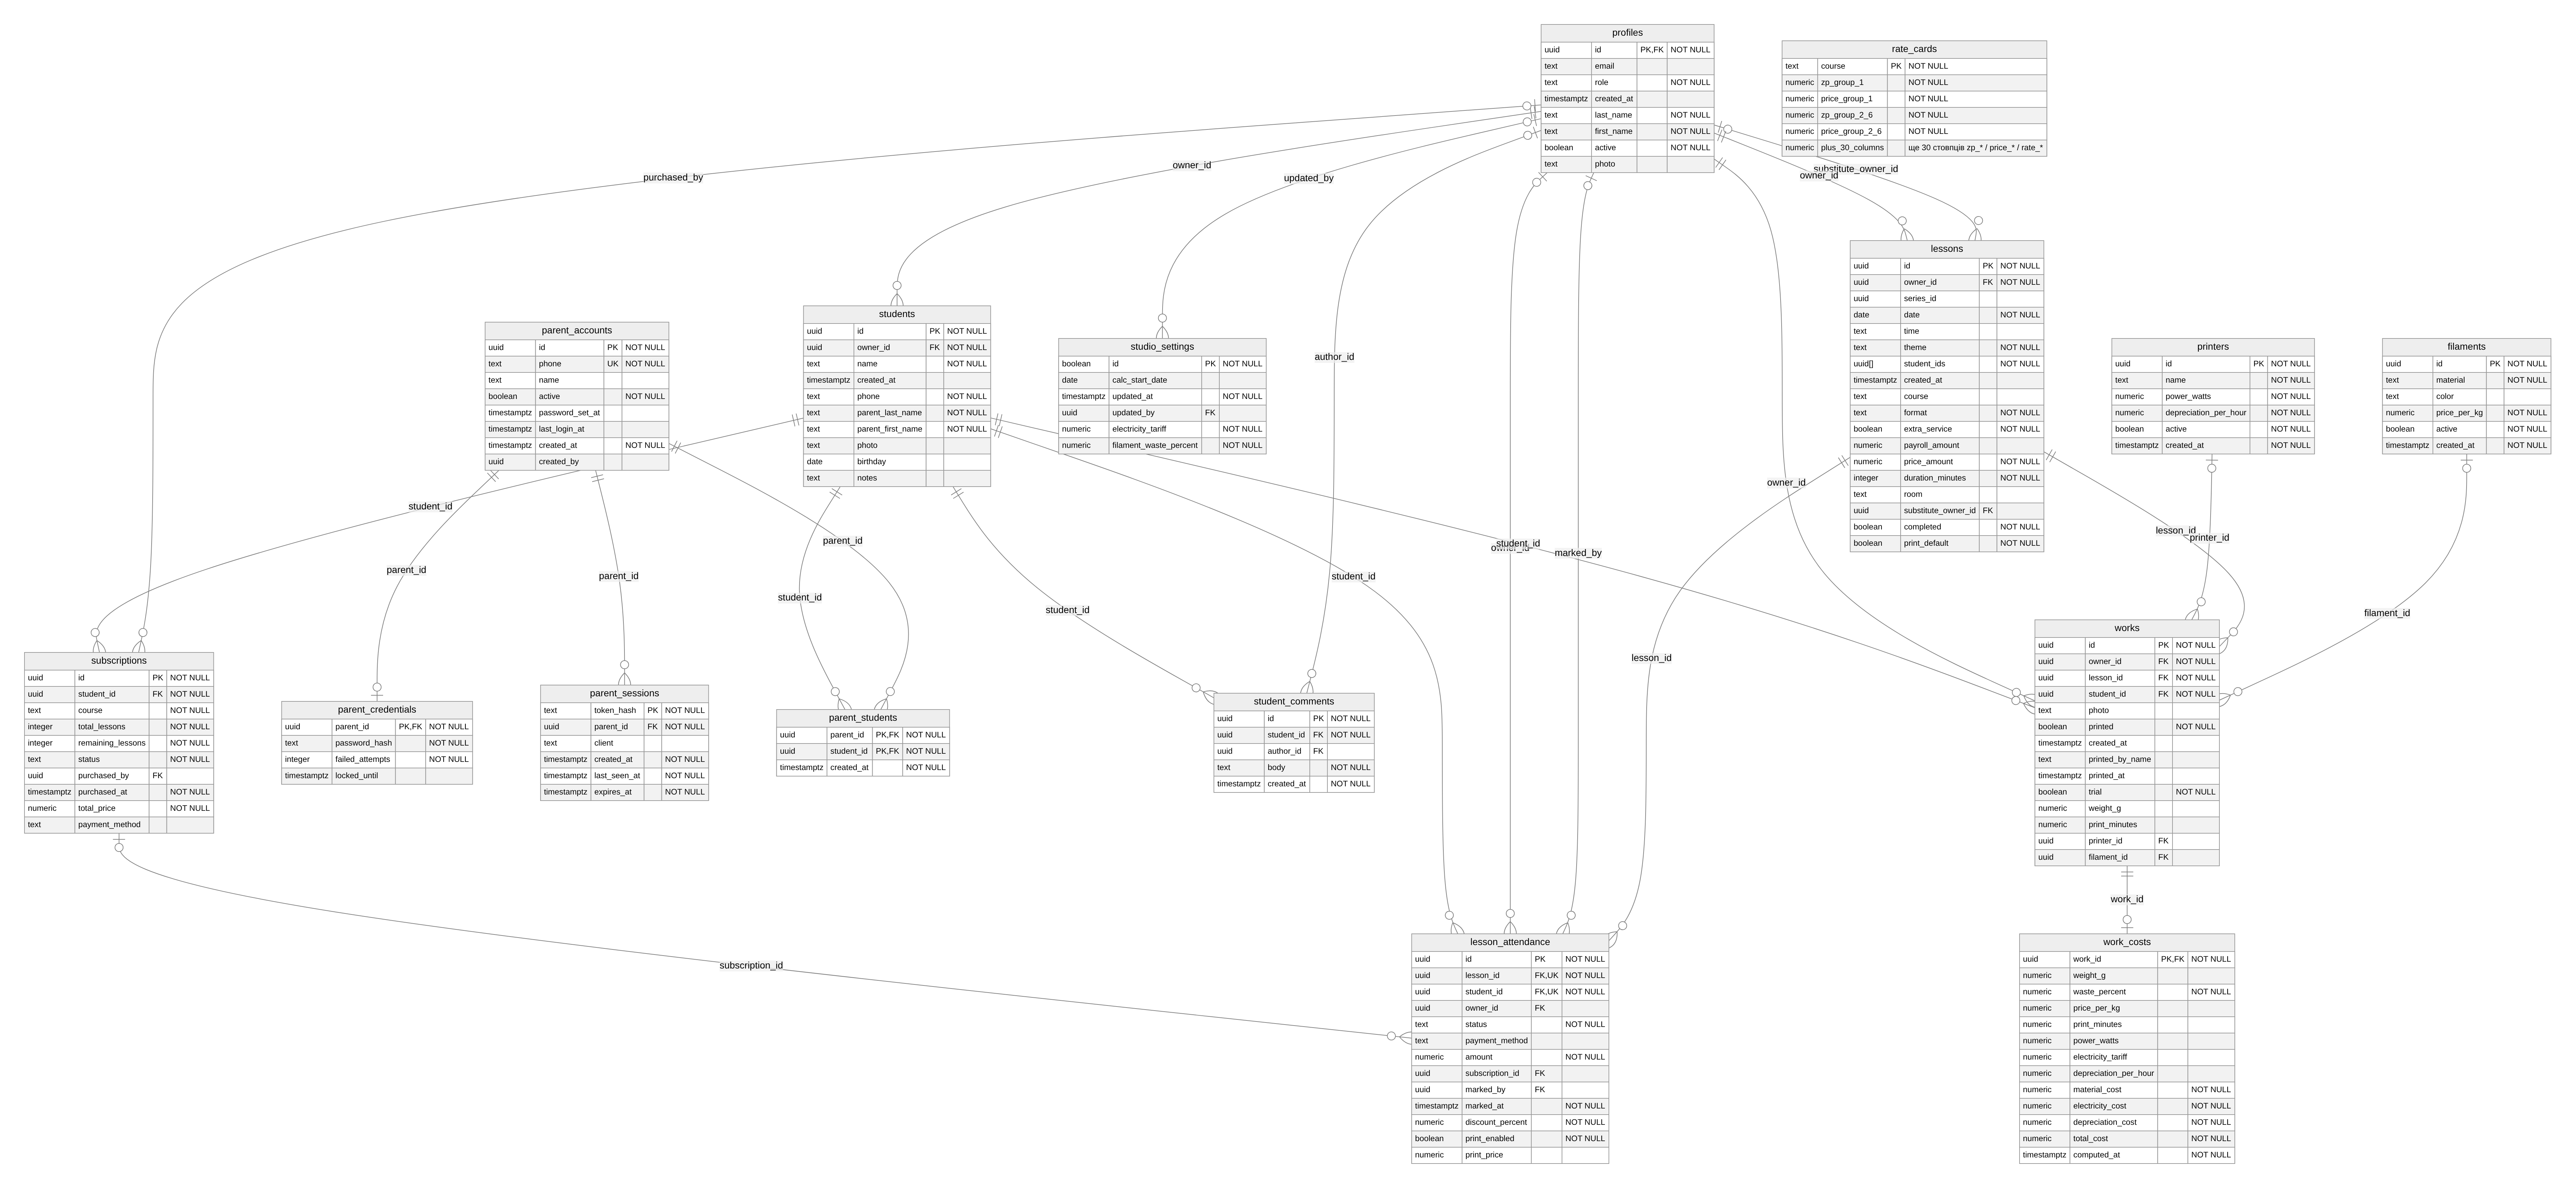 profiles
uuid id PK,FK NOT NULL
text email
text role NOT NULL
timestamptz created_at
text last_name NOT NULL
text first_name NOT NULL
boolean active NOT NULL
text photo
rate_cards
text course PK NOT NULL
numeric zp_group_1 NOT NULL
numeric price_group_1 NOT NULL
numeric zp_group_2_6 NOT NULL
numeric price_group_2_6 NOT NULL
numeric plus_30_columns ще 30 стовпців zp_* / price_* / rate_*
purchased_by
owner_id
updated_by
substitute_owner_id
owner_id
lessons
uuid id PK NOT NULL
uuid owner_id FK NOT NULL
uuid series_id
date date NOT NULL
text time
text theme NOT NULL
uuid[] student_ids NOT NULL
timestamptz created_at
text course
text format NOT NULL
boolean extra_service NOT NULL
numeric payroll_amount
numeric price_amount NOT NULL
integer duration_minutes NOT NULL
text room
uuid substitute_owner_id FK
boolean completed NOT NULL
boolean print_default NOT NULL
students
uuid id PK NOT NULL
uuid owner_id FK NOT NULL
text name NOT NULL
timestamptz created_at
text phone NOT NULL
text parent_last_name NOT NULL
text parent_first_name NOT NULL
text photo
date birthday
text notes
parent_accounts
uuid id PK NOT NULL
text phone UK NOT NULL
text name
boolean active NOT NULL
timestamptz password_set_at
timestamptz last_login_at
timestamptz created_at NOT NULL
uuid created_by
studio_settings
boolean id PK NOT NULL
date calc_start_date
timestamptz updated_at NOT NULL
uuid updated_by FK
numeric electricity_tariff NOT NULL
numeric filament_waste_percent NOT NULL
author_id
printers
uuid id PK NOT NULL
text name NOT NULL
numeric power_watts NOT NULL
numeric depreciation_per_hour NOT NULL
boolean active NOT NULL
timestamptz created_at NOT NULL
filaments
uuid id PK NOT NULL
text material NOT NULL
text color
numeric price_per_kg NOT NULL
boolean active NOT NULL
timestamptz created_at NOT NULL
student_id
parent_id
parent_id
parent_id
student_id
student_id
student_id
owner_id
student_id
marked_by
owner_id
lesson_id
printer_id
filament_id
lesson_id
subscriptions
uuid id PK NOT NULL
uuid student_id FK NOT NULL
text course NOT NULL
integer total_lessons NOT NULL
integer remaining_lessons NOT NULL
text status NOT NULL
uuid purchased_by FK
timestamptz purchased_at NOT NULL
numeric total_price NOT NULL
text payment_method
parent_credentials
uuid parent_id PK,FK NOT NULL
text password_hash NOT NULL
integer failed_attempts NOT NULL
timestamptz locked_until
parent_sessions
text token_hash PK NOT NULL
uuid parent_id FK NOT NULL
text client
timestamptz created_at NOT NULL
timestamptz last_seen_at NOT NULL
timestamptz expires_at NOT NULL
parent_students
uuid parent_id PK,FK NOT NULL
uuid student_id PK,FK NOT NULL
timestamptz created_at NOT NULL
student_comments
uuid id PK NOT NULL
uuid student_id FK NOT NULL
uuid author_id FK
text body NOT NULL
timestamptz created_at NOT NULL
works
uuid id PK NOT NULL
uuid owner_id FK NOT NULL
uuid lesson_id FK NOT NULL
uuid student_id FK NOT NULL
text photo
boolean printed NOT NULL
timestamptz created_at
text printed_by_name
timestamptz printed_at
boolean trial NOT NULL
numeric weight_g
numeric print_minutes
uuid printer_id FK
uuid filament_id FK
work_id
subscription_id
lesson_attendance
uuid id PK NOT NULL
uuid lesson_id FK,UK NOT NULL
uuid student_id FK,UK NOT NULL
uuid owner_id FK
text status NOT NULL
text payment_method
numeric amount NOT NULL
uuid subscription_id FK
uuid marked_by FK
timestamptz marked_at NOT NULL
numeric discount_percent NOT NULL
boolean print_enabled NOT NULL
numeric print_price
work_costs
uuid work_id PK,FK NOT NULL
numeric weight_g
numeric waste_percent NOT NULL
numeric price_per_kg
numeric print_minutes
numeric power_watts
numeric electricity_tariff
numeric depreciation_per_hour
numeric material_cost NOT NULL
numeric electricity_cost NOT NULL
numeric depreciation_cost NOT NULL
numeric total_cost NOT NULL
timestamptz computed_at NOT NULL